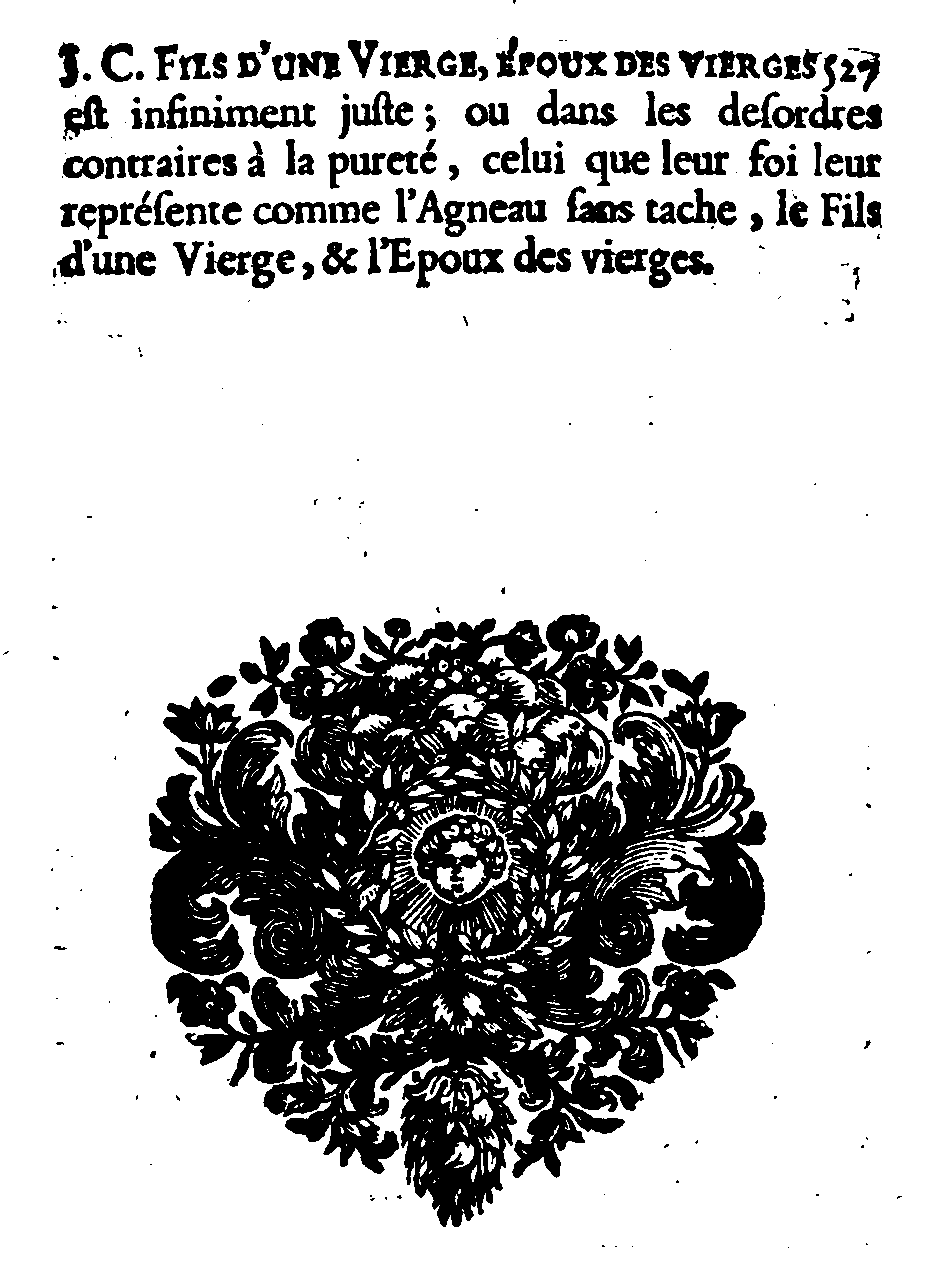 J. C. FILS D'UNE VIERGE, ÉPOUX DES VIERGES 527
eſt infiniment juſte ; ou dans les deſordres
contraires à la pureté , celui que leur foi leur
repréſente comme l'Agneau ſans tache , le Fils
d'une Vierge, & l'Epoux des vierges.